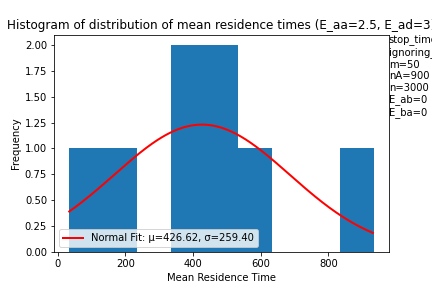 Histogram of distribution of mean residence times (E_aa=2.5, E_ad=3
stop_time
ignoring_
m=50
nA=900
n=3000
E_ab=0
E_ba=0
Frequency
2.00
1.75
1.50
1.25
1.00
0.75
0.50
0.25
0.00
Normal Fit: μ=426.62, σ=259.40
0 200 400 600 800
Mean Residence Time